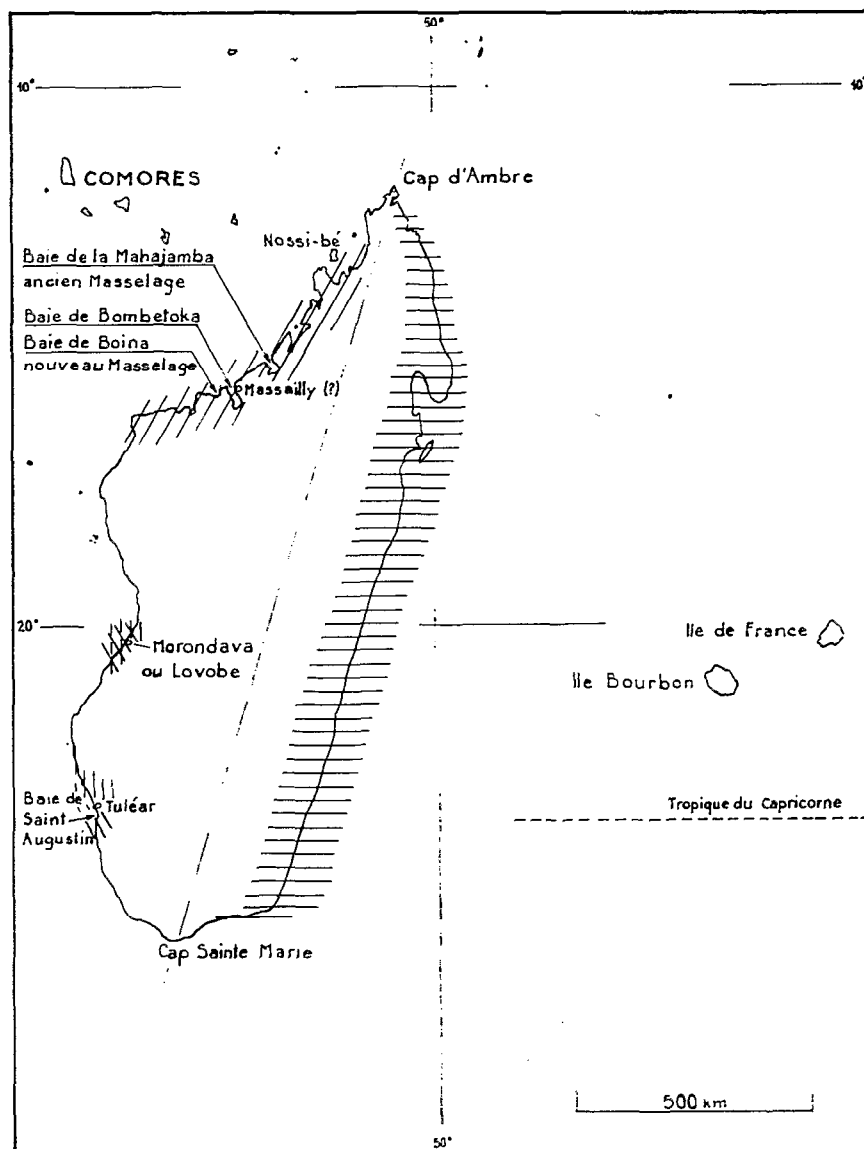 50°
10°
10°
COMORES
Cap d'Ambre
Nossi-bé
Baie de la Mahajamba
ancien Masselage
Baie de Bombetoka
Baie de Boina
nouveau Masselage
Massailly (?)
20°
Morondava
ou Lovobe
Ile de France
Ile Bourbon
Baie de
Saint
Augustin
Tuléar
Tropique du Capricorne
Cap Sainte Marie
500 km
50°